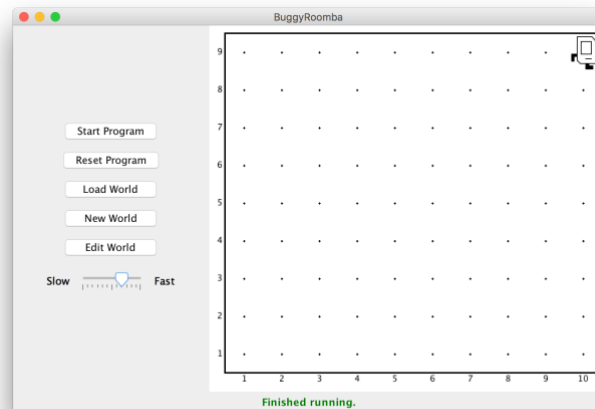 BuggyRoomba
Start Program
Reset Program
Load World
New World
Edit World
Slow Fast
9
8
7
6
5
4
3
2
1
1 2 3 4 5 6 7 8 9 10
Finished running.